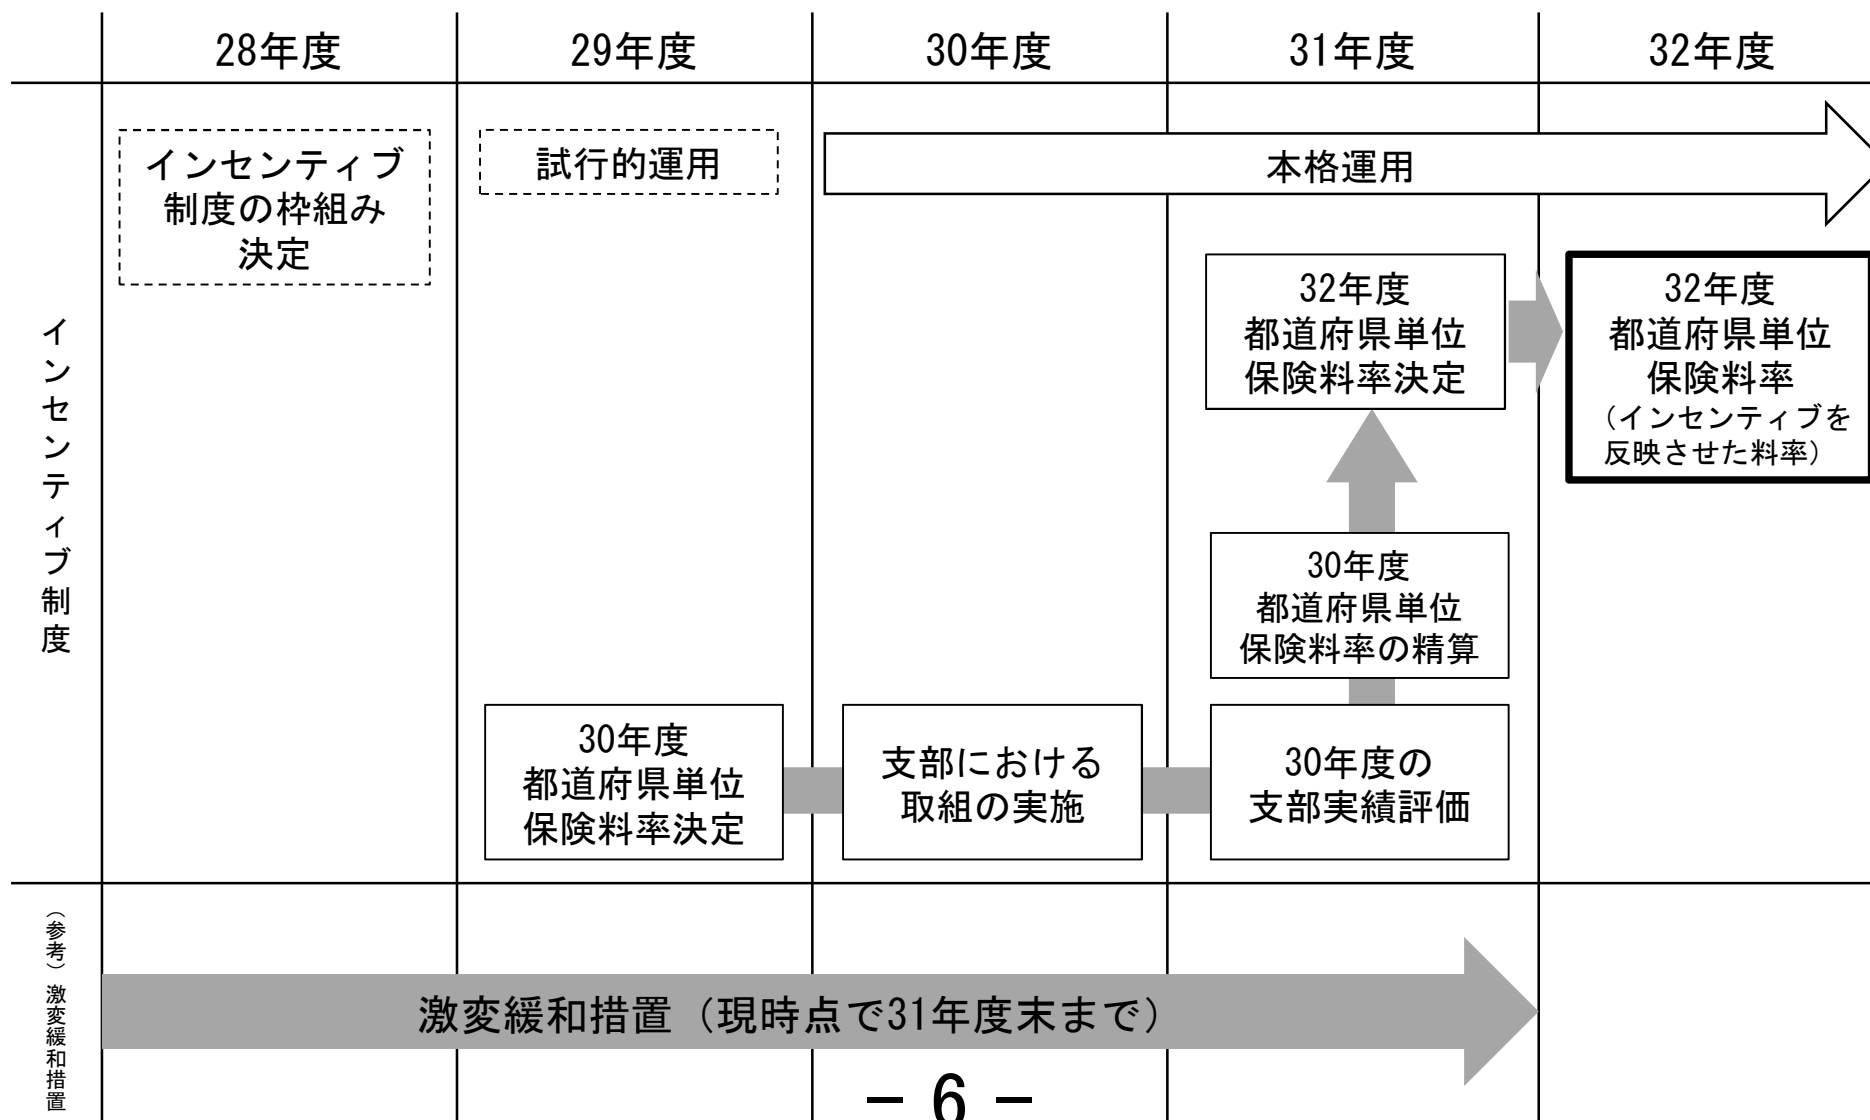 28年度
29年度
30年度
31年度
32年度
インセンティブ制度
インセンティブ
制度の枠組み
決定
試行的運用
本格運用
32年度
都道府県単位
保険料率決定
32年度
都道府県単位
保険料率
（インセンティブを
反映させた料率）
30年度
都道府県単位
保険料率の精算
30年度
都道府県単位
保険料率決定
支部における
取組の実施
30年度の
支部実績評価
（参考）激変緩和措置
激変緩和措置（現時点で31年度末まで）
－ 6 －